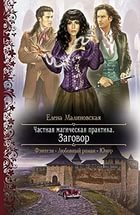 Елена Малиновская
Частная магическая практика.
Заговор
Фэнтези • Любовный роман • Юмор